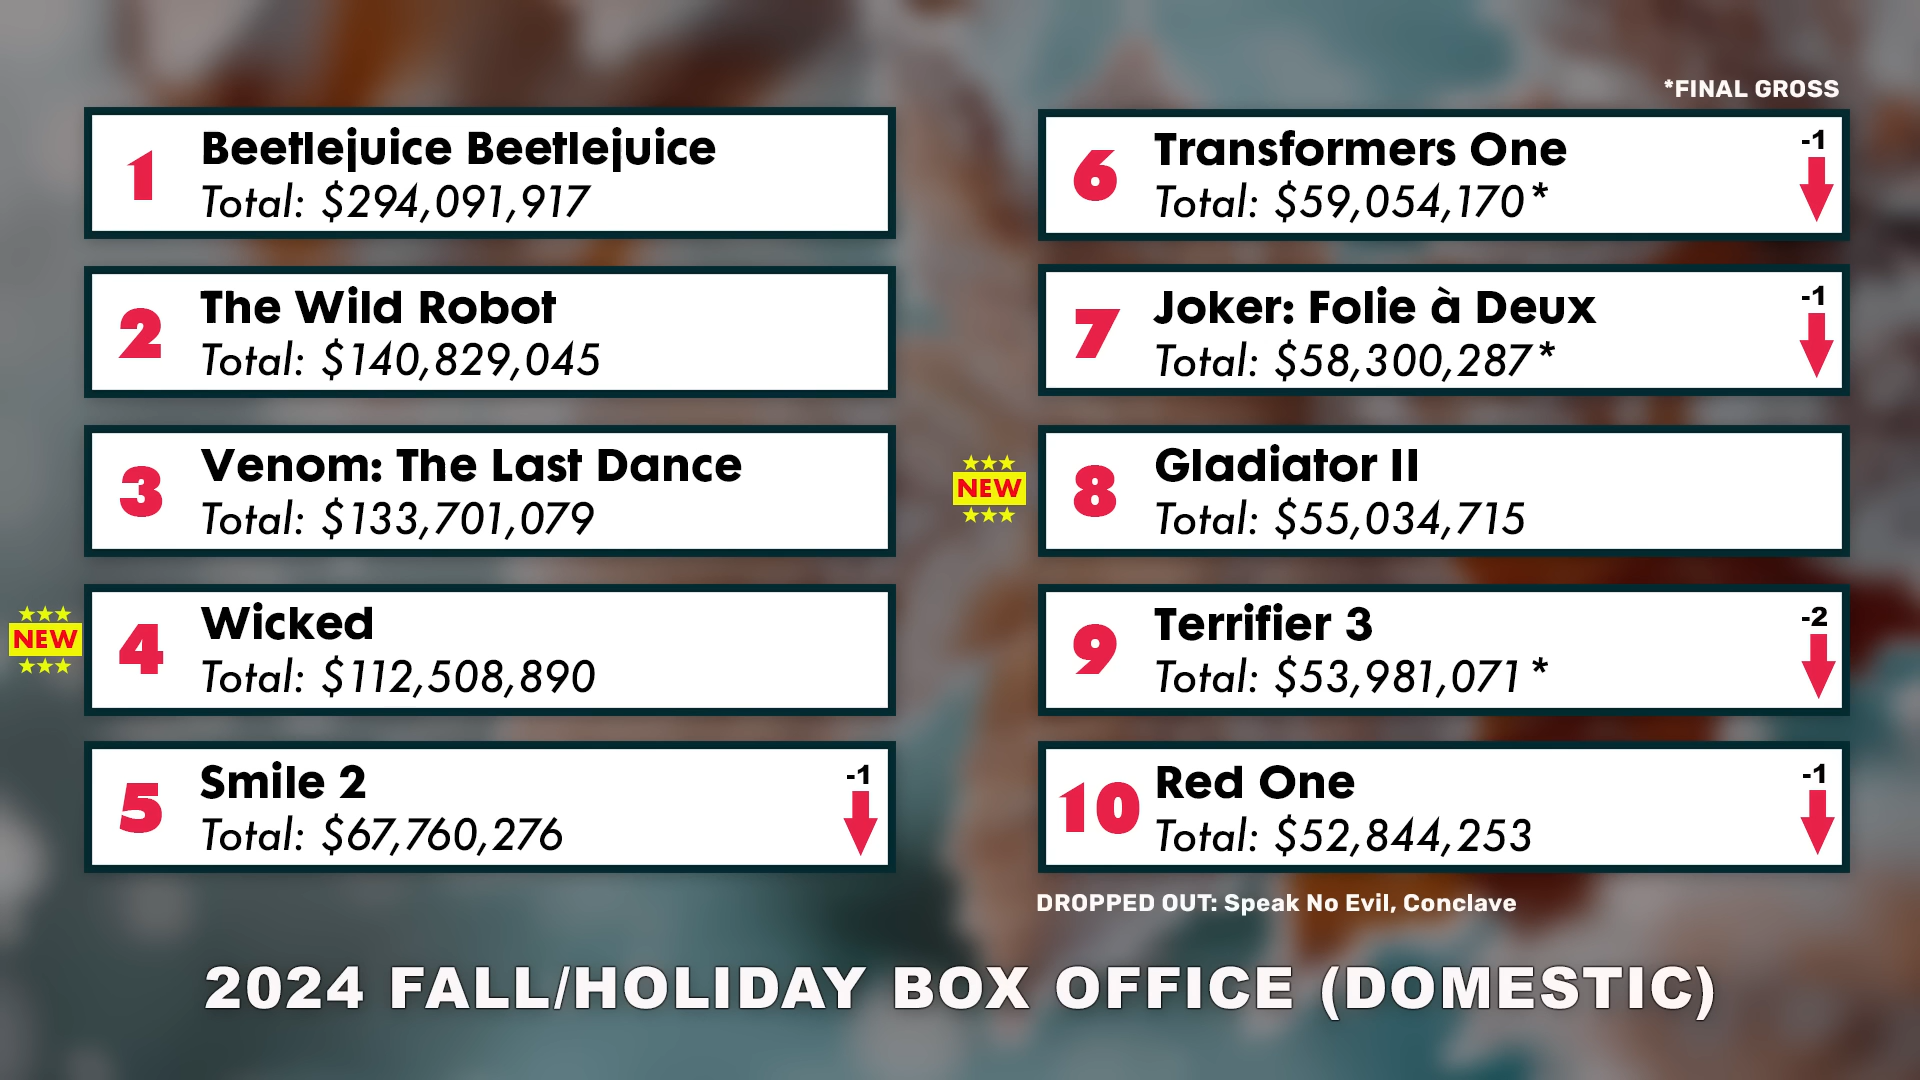 1
Beetlejuice Beetlejuice
Total: $294,091,917
2
The Wild Robot
Total: $140,829,045
3
Venom: The Last Dance
Total: $133,701,079
★★★
NEW
★★★
4
Wicked
Total: $112,508,890
5
Smile 2
Total: $67,760,276
-1
*FINAL GROSS
6
Transformers One
Total: $59,054,170*
-1
7
Joker: Folie à Deux
Total: $58,300,287*
-1
★★★
NEW
★★★
8
Gladiator II
Total: $55,034,715
9
Terrifier 3
Total: $53,981,071*
-2
10
Red One
Total: $52,844,253
-1
DROPPED OUT: Speak No Evil, Conclave
2024 FALL/HOLIDAY BOX OFFICE (DOMESTIC)